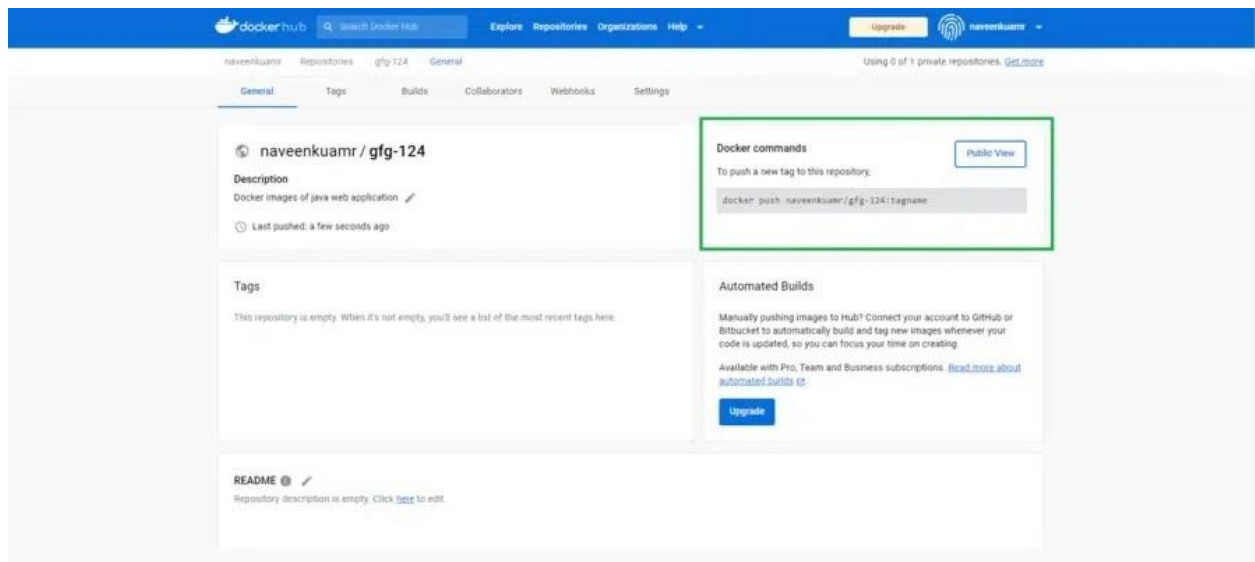 dockerhub Search Docker Hub Explore Repositories Organizations Help Upgrade naveenkuamr
naveenkuamr Repositories gfg-124 General Using 0 of 1 private repositories. Get more
General Tags Builds Collaborators Webhooks Settings
naveenkuamr / gfg-124
Description
Docker images of java web application
Last pushed: a few seconds ago
Docker commands
Public View
To push a new tag to this repository,
docker push naveenkuamr/gfg-124:tagname
Tags
This repository is empty. When it's not empty, you'll see a list of the most recent tags here.
Automated Builds
Manually pushing images to Hub? Connect your account to GitHub or
Bitbucket to automatically build and tag new images whenever your
code is updated, so you can focus your time on creating.
Available with Pro, Team and Business subscriptions. Read more about
automated builds
Upgrade
README
Repository description is empty. Click here to edit.